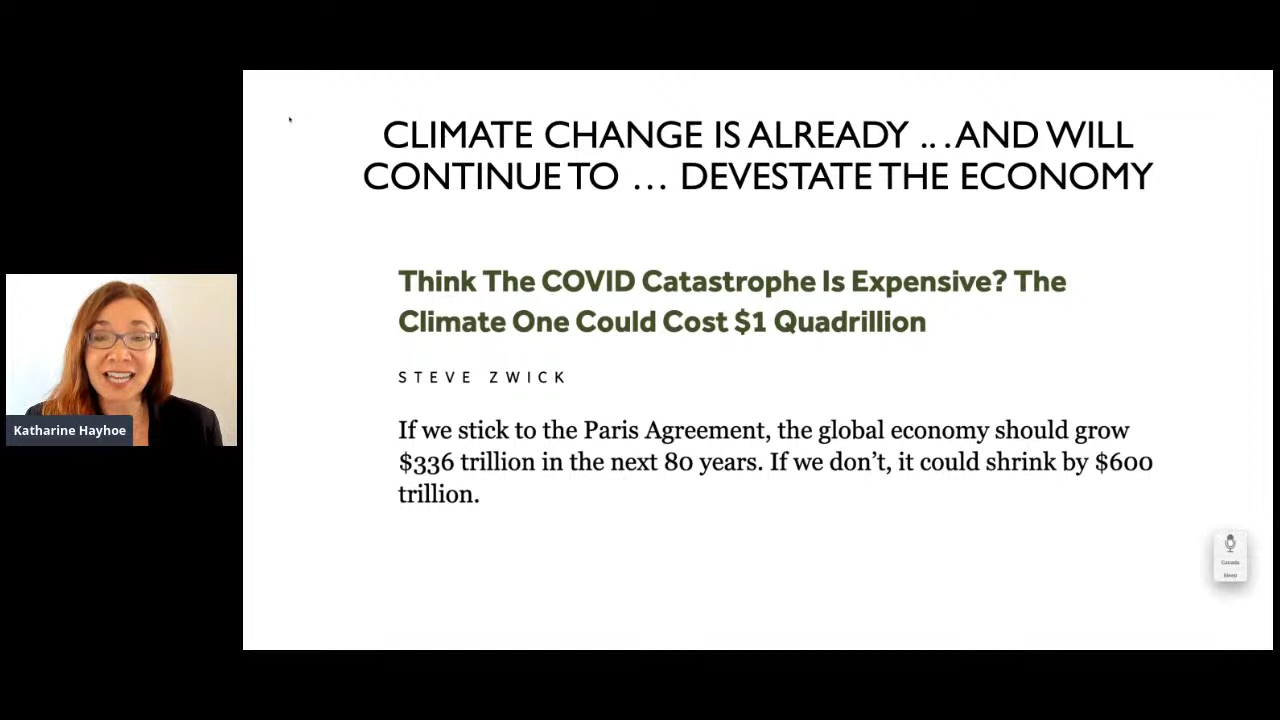 CLIMATE CHANGE IS ALREADY ... AND WILL
CONTINUE TO ... DEVESTATE THE ECONOMY
Think The COVID Catastrophe Is Expensive? The
Climate One Could Cost $1 Quadrillion
STEVE ZWICK
If we stick to the Paris Agreement, the global economy should grow
$336 trillion in the next 80 years. If we don’t, it could shrink by $600
trillion.
Katharine Hayhoe
Canada
Sleep